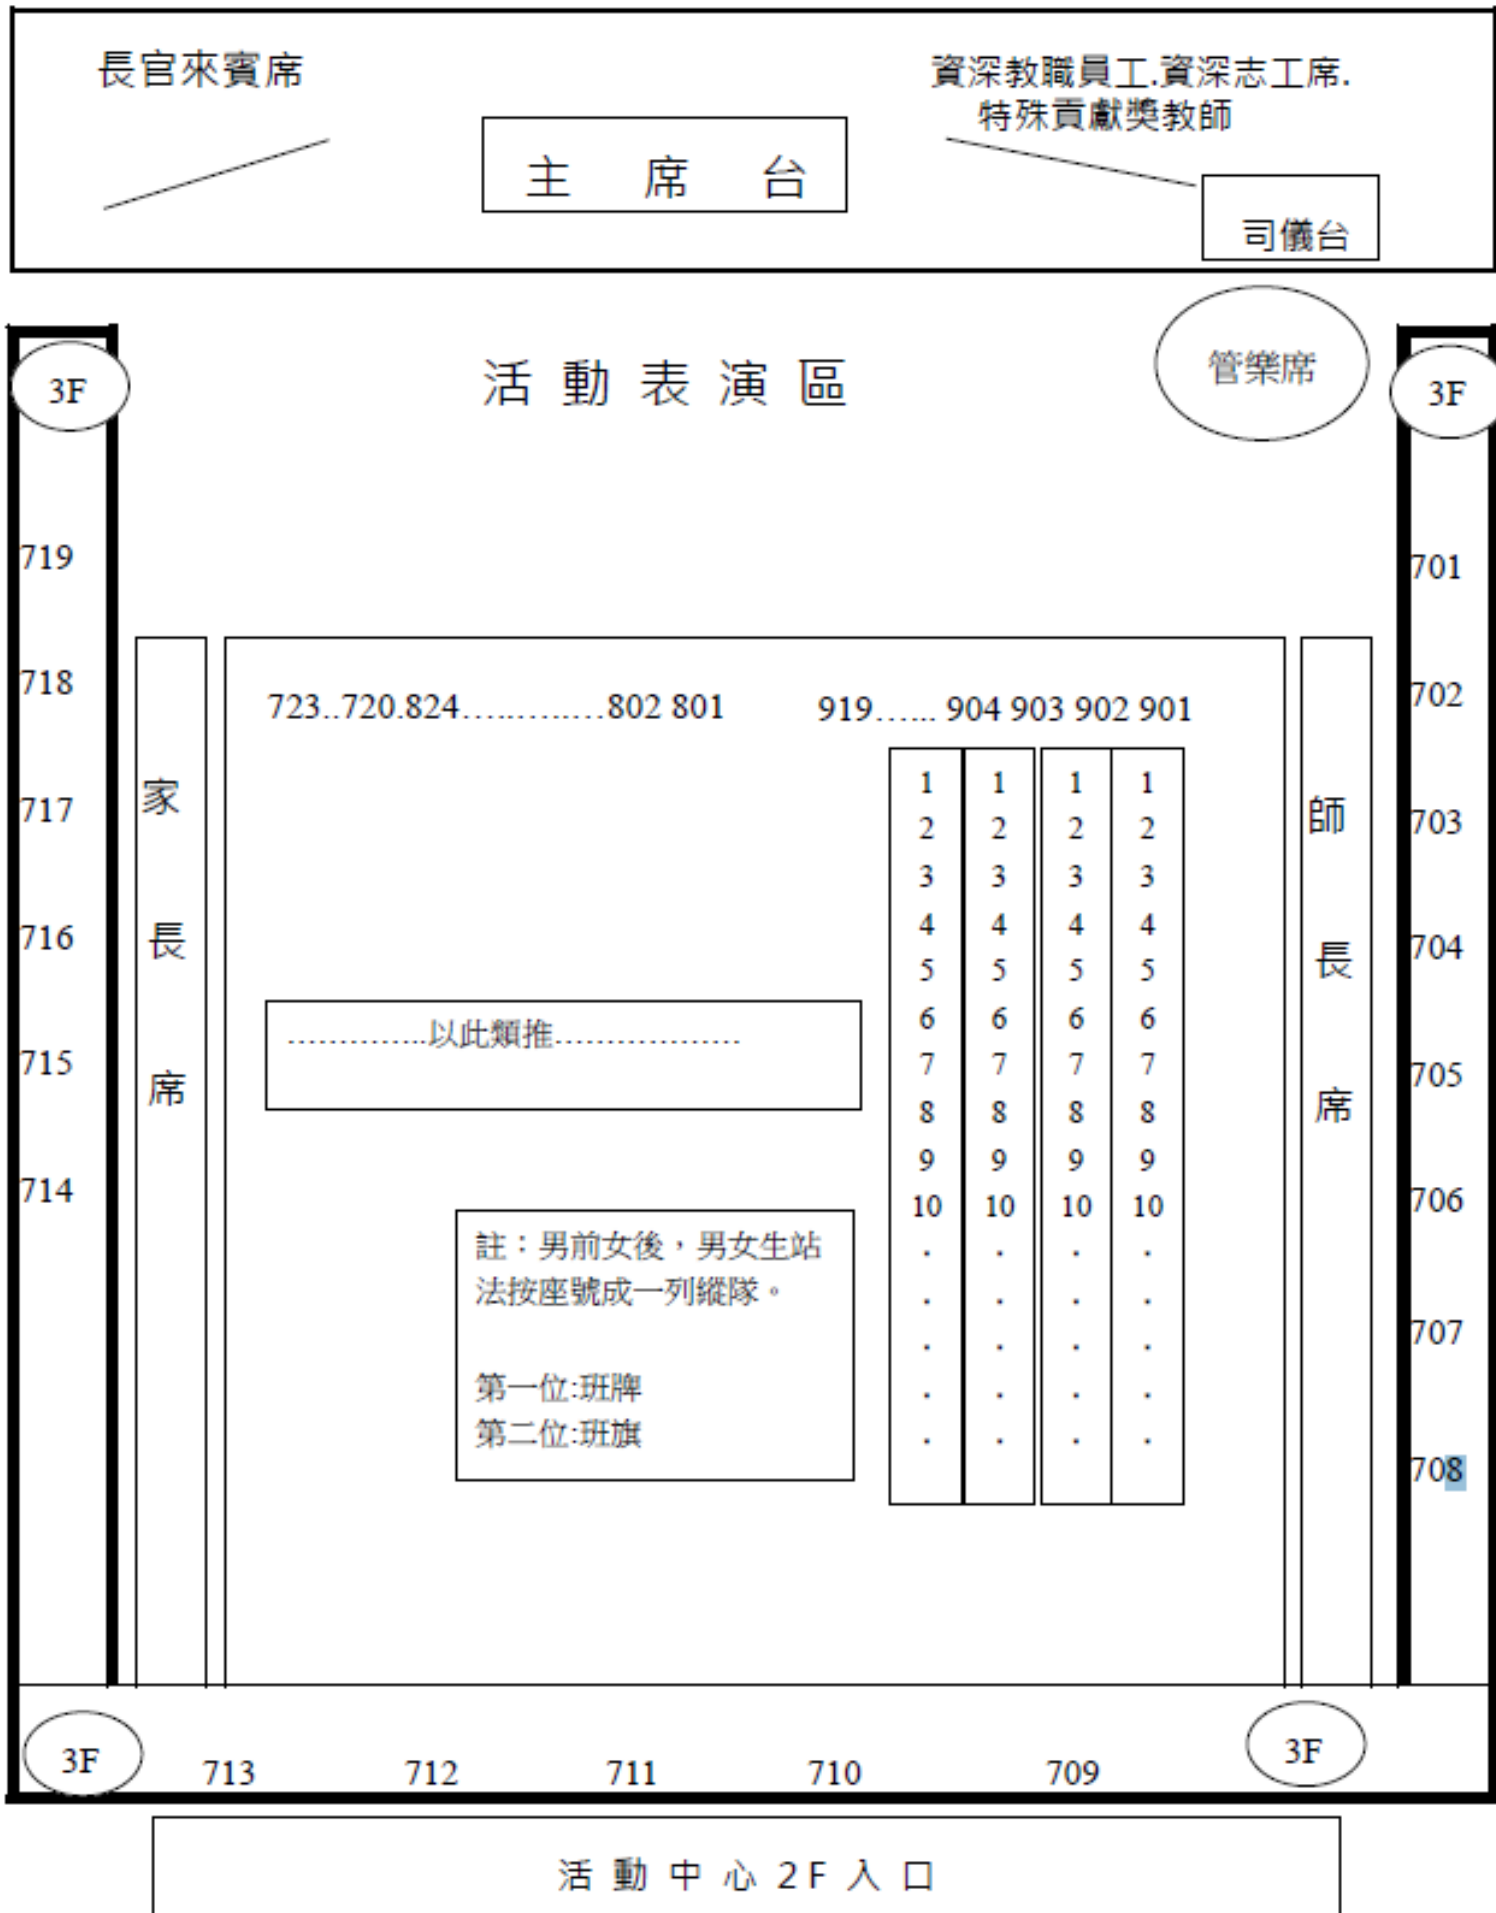 長官來賓席
資深教職員工.資深志工席.
特殊貢獻獎教師
主 席 台
司儀台
3F
活 動 表 演 區
管樂席
3F
719
701
718
702
723..720.824…..…..…802 801
919…... 904 903 902 901
717
703
716
704
715
705
714
706
707
708
家
長
席
師
長
席
1 1 1 1
2 2 2 2
3 3 3 3
4 4 4 4
5 5 5 5
6 6 6 6
7 7 7 7
8 8 8 8
9 9 9 9
10 10 10 10
. . . .
. . . .
. . . .
. . . .
. . . .
…………..以此類推………………
註：男前女後，男女生站
法按座號成一列縱隊。
第一位:班牌
第二位:班旗
3F
713 712 711 710 709
3F
活 動 中 心 2F 入 口